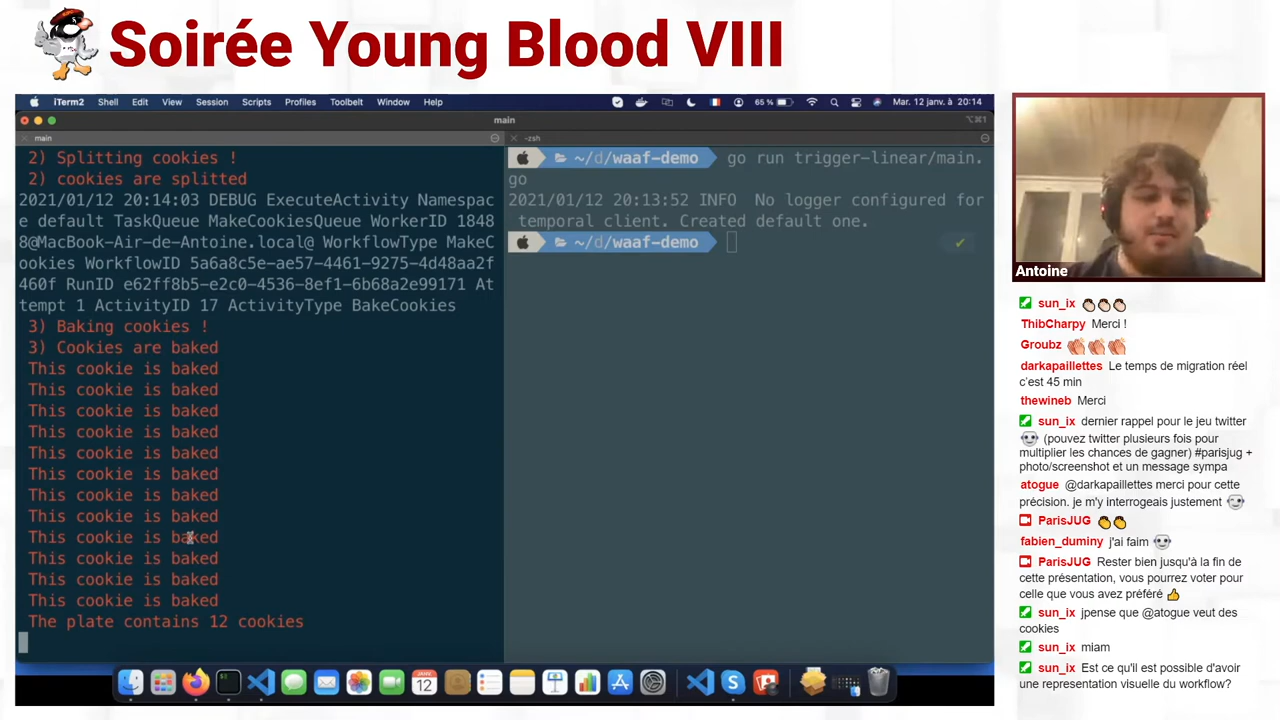 Soirée Young Blood VIII
iTerm2 Shell Edit View Session Scripts Profiles Toolbelt Window Help
65 % Mar. 12 janv. à 20:14
main
main
-zsh
2) Splitting cookies !
2) cookies are splitted
2021/01/12 20:14:03 DEBUG ExecuteActivity Namespac
e default TaskQueue MakeCookiesQueue WorkerID 1848
8@MacBook-Air-de-Antoine.local@ WorkflowType MakeC
ookies WorkflowID 5a6a8c5e-ae57-4461-9275-4d48aa2f
460f RunID e62ff8b5-e2c0-4536-8ef1-6b68a2e99171 At
tempt 1 ActivityID 17 ActivityType BakeCookies
3) Baking cookies !
3) Cookies are baked
This cookie is baked
This cookie is baked
This cookie is baked
This cookie is baked
This cookie is baked
This cookie is baked
This cookie is baked
This cookie is baked
This cookie is baked
This cookie is baked
This cookie is baked
This cookie is baked
The plate contains 12 cookies
~/d/waaf-demo go run trigger-linear/main.
go
2021/01/12 20:13:52 INFO No logger configured for
temporal client. Created default one.
~/d/waaf-demo
Antoine
sun_ix
ThibCharpy Merci !
Groubz
darkapaillettes Le temps de migration réel
c'est 45 min
thewineb Merci
sun_ix dernier rappel pour le jeu twitter
(pouvez twitter plusieurs fois pour
multiplier les chances de gagner) #parisjug +
photo/screenshot et un message sympa
atogue @darkapaillettes merci pour cette
précision. je m'y interrogeais justement
ParisJUG
fabien_duminy j'ai faim
ParisJUG Rester bien jusqu'à la fin de
cette présentation, vous pourrez voter pour
celle que vous avez préféré
sun_ix jpense que @atogue veut des
cookies
sun_ix miam
sun_ix Est ce qu'il est possible d'avoir
une representation visuelle du workflow?